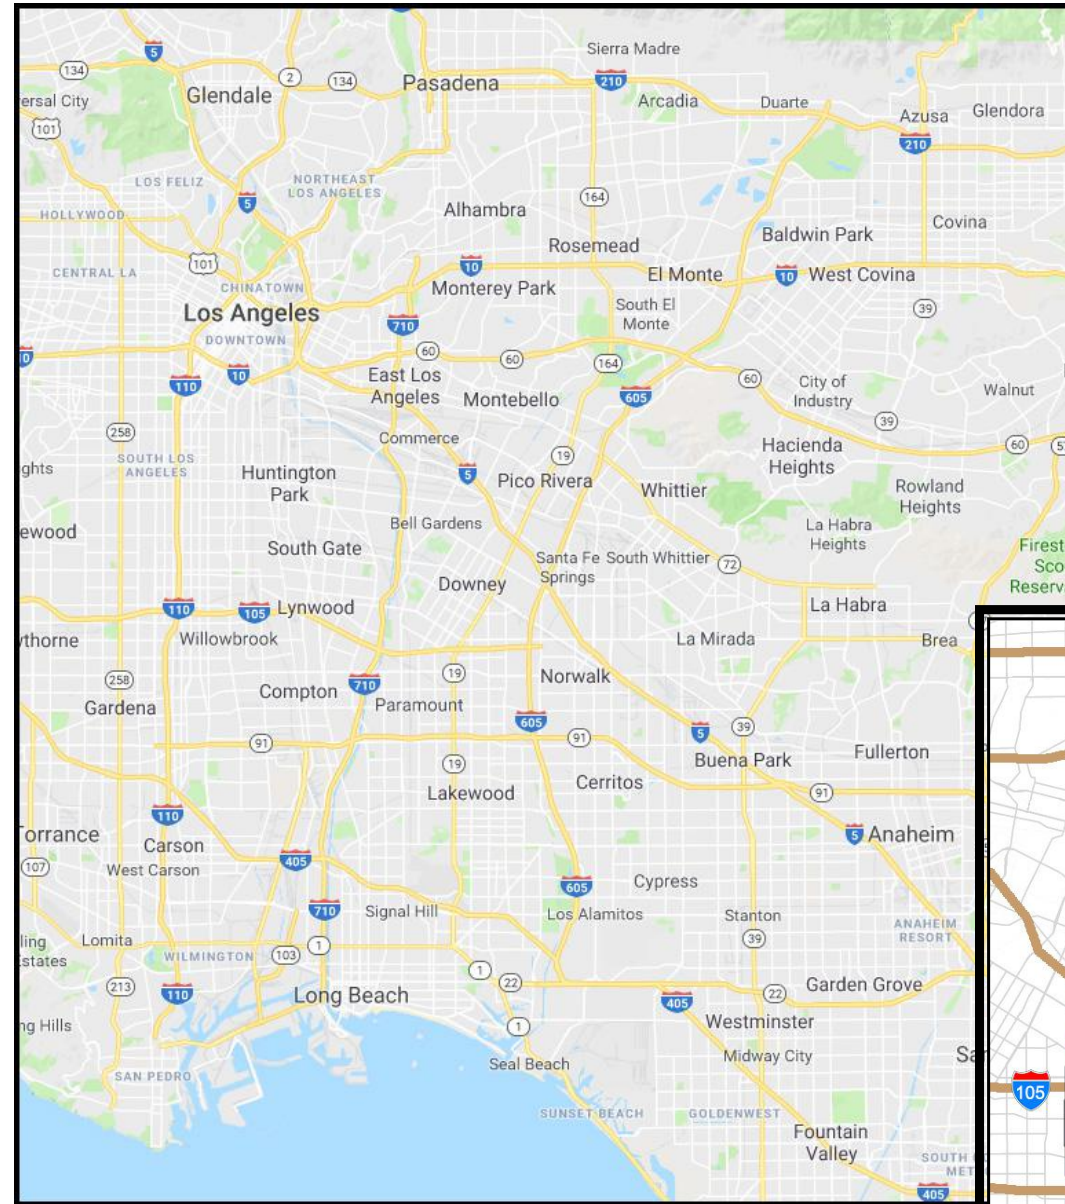 Sierra Madre
5
134
2
134
Pasadena
210
ersal City
Glendale
Arcadia
Duarte
Azusa
Glendora
101
210
LOS FELIZ
NORTHEAST
LOS ANGELES
5
164
HOLLYWOOD
Alhambra
Covina
Rosemead
Baldwin Park
101
10
El Monte
10
West Covina
CENTRAL LA
CHINATOWN
Monterey Park
Los Angeles
South El
Monte
39
710
DOWNTOWN
0
60
60
164
110
10
East Los
Angeles
60
City of
Industry
Walnut
Montebello
605
258
Commerce
39
SOUTH LOS
ANGELES
19
Hacienda
Heights
60
ghts
Huntington
Park
5
Pico Rivera
Whittier
Rowland
Heights
ewood
Bell Gardens
La Habra
Heights
South Gate
Santa Fe
Springs
South Whittier
72
Firest
Sco
Reserv
Downey
110
105
Lynwood
La Habra
wthorne
Willowbrook
La Mirada
Brea
258
19
Norwalk
Compton
710
Paramount
Gardena
605
91
91
5
39
Fullerton
19
Buena Park
Lakewood
Cerritos
91
110
orrance
Carson
5
Anaheim
107
West Carson
405
605
Cypress
710
Signal Hill
Los Alamitos
Stanton
ANAHEIM
RESORT
ling
Estates
Lomita
WILMINGTON
103
1
39
1
22
213
110
Long Beach
405
22
Garden Grove
ng Hills
1
Westminster
Seal Beach
Midway City
Sa
SAN PEDRO
105
SUNSET BEACH
GOLDENWEST
Fountain
Valley
SOUTH
MET
405